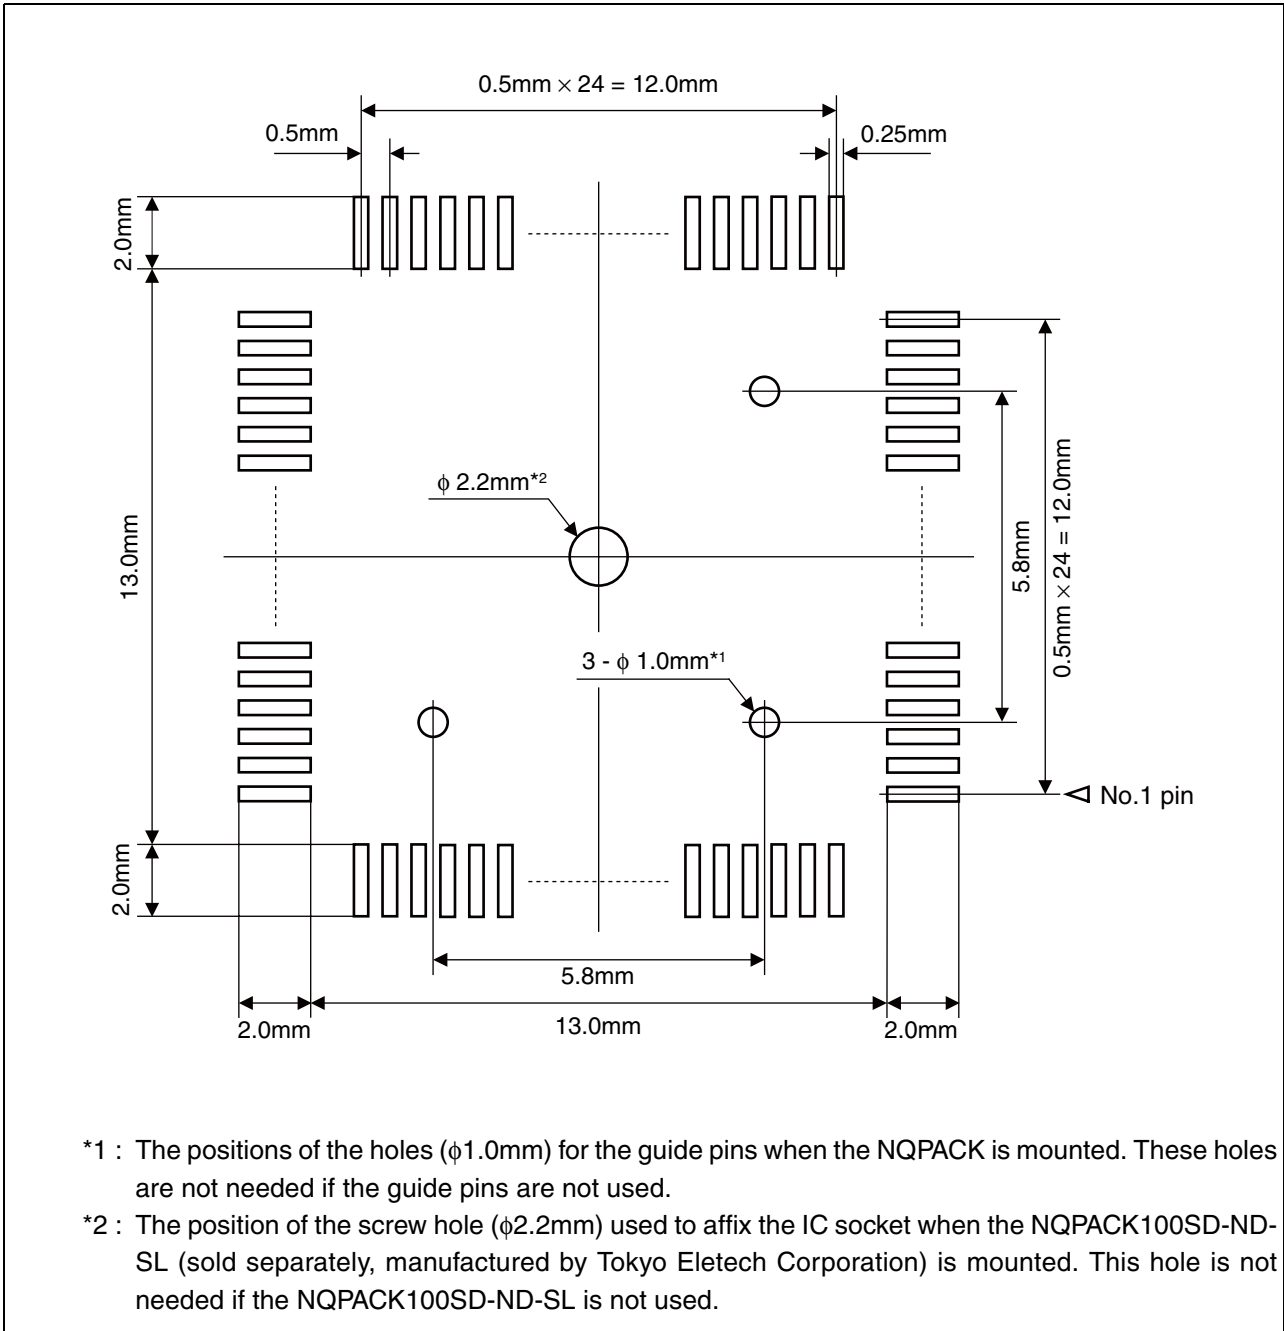 0.5mm × 24 = 12.0mm
0.5mm
0.25mm
2.0mm
φ 2.2mm*2
13.0mm
5.8mm
0.5mm × 24 = 12.0mm
3 - φ 1.0mm*1
No.1 pin
2.0mm
5.8mm
2.0mm
13.0mm
2.0mm
*1 : The positions of the holes (φ1.0mm) for the guide pins when the NQPACK is mounted. These holes
are not needed if the guide pins are not used.
*2 : The position of the screw hole (φ2.2mm) used to affix the IC socket when the NQPACK100SD-ND-
SL (sold separately, manufactured by Tokyo Eletech Corporation) is mounted. This hole is not
needed if the NQPACK100SD-ND-SL is not used.